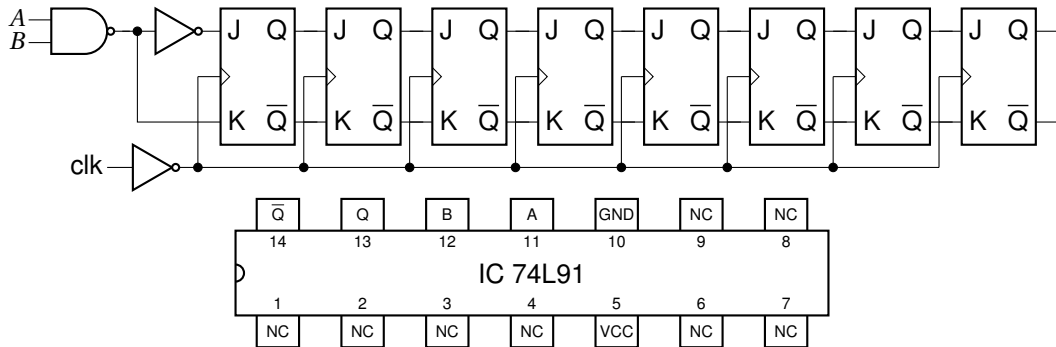 A
B
J Q J Q J Q J Q J Q J Q J Q J Q
K Q̅ K Q̅ K Q̅ K Q̅ K Q̅ K Q̅ K Q̅ K Q̅
clk
Q̅ Q B A GND NC NC
14 13 12 11 10 9 8
IC 74L91
1 2 3 4 5 6 7
NC NC NC NC VCC NC NC